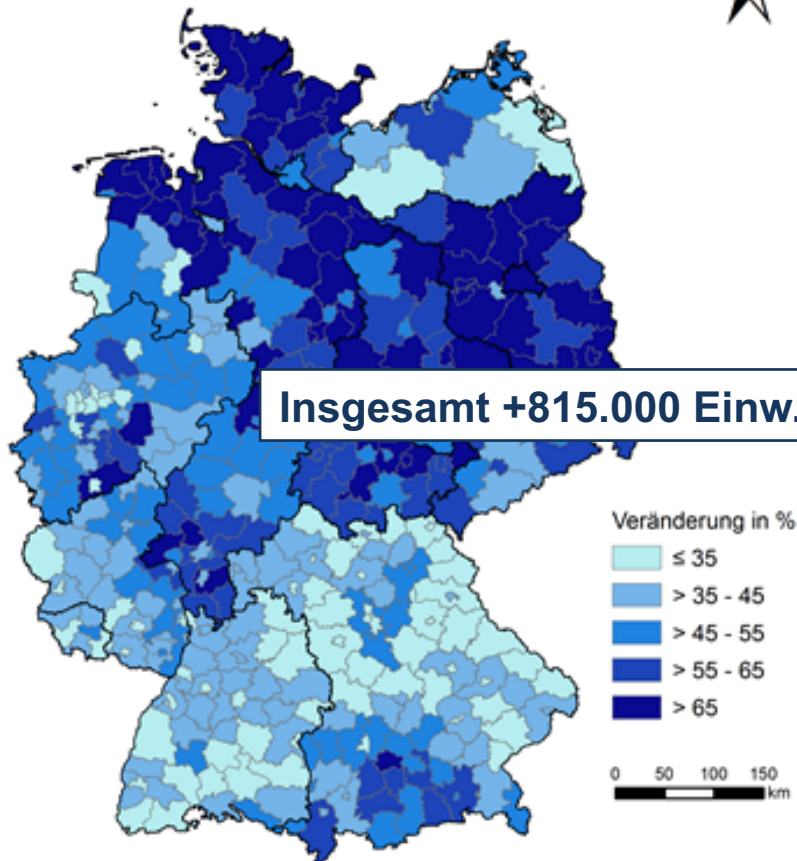 Insgesamt +815.000 Einw.
Veränderung in %
≤ 35
> 35 - 45
> 45 - 55
> 55 - 65
> 65
0 50 100 150
km